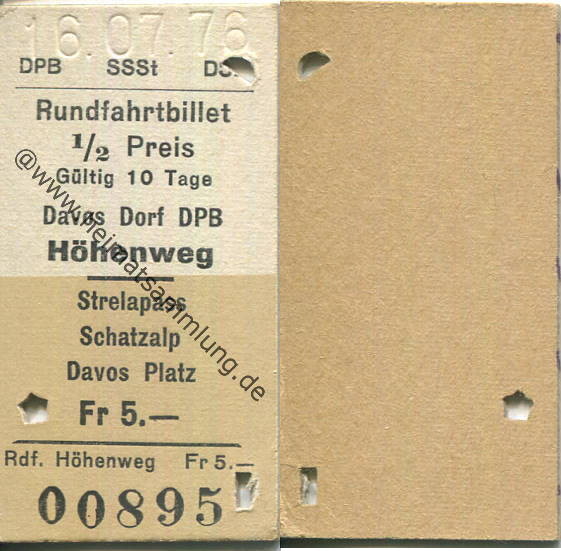 16.07.76
DPB SSSt
Rundfahrtbillet
1/2 Preis
Gültig 10 Tage
Davos Dorf DPB
Höhenweg
Strelapass
Schatzalp
Davos Platz
Fr 5.—
Rdf. Höhenweg Fr 5.—
00895
@www.heimatsammlung.de